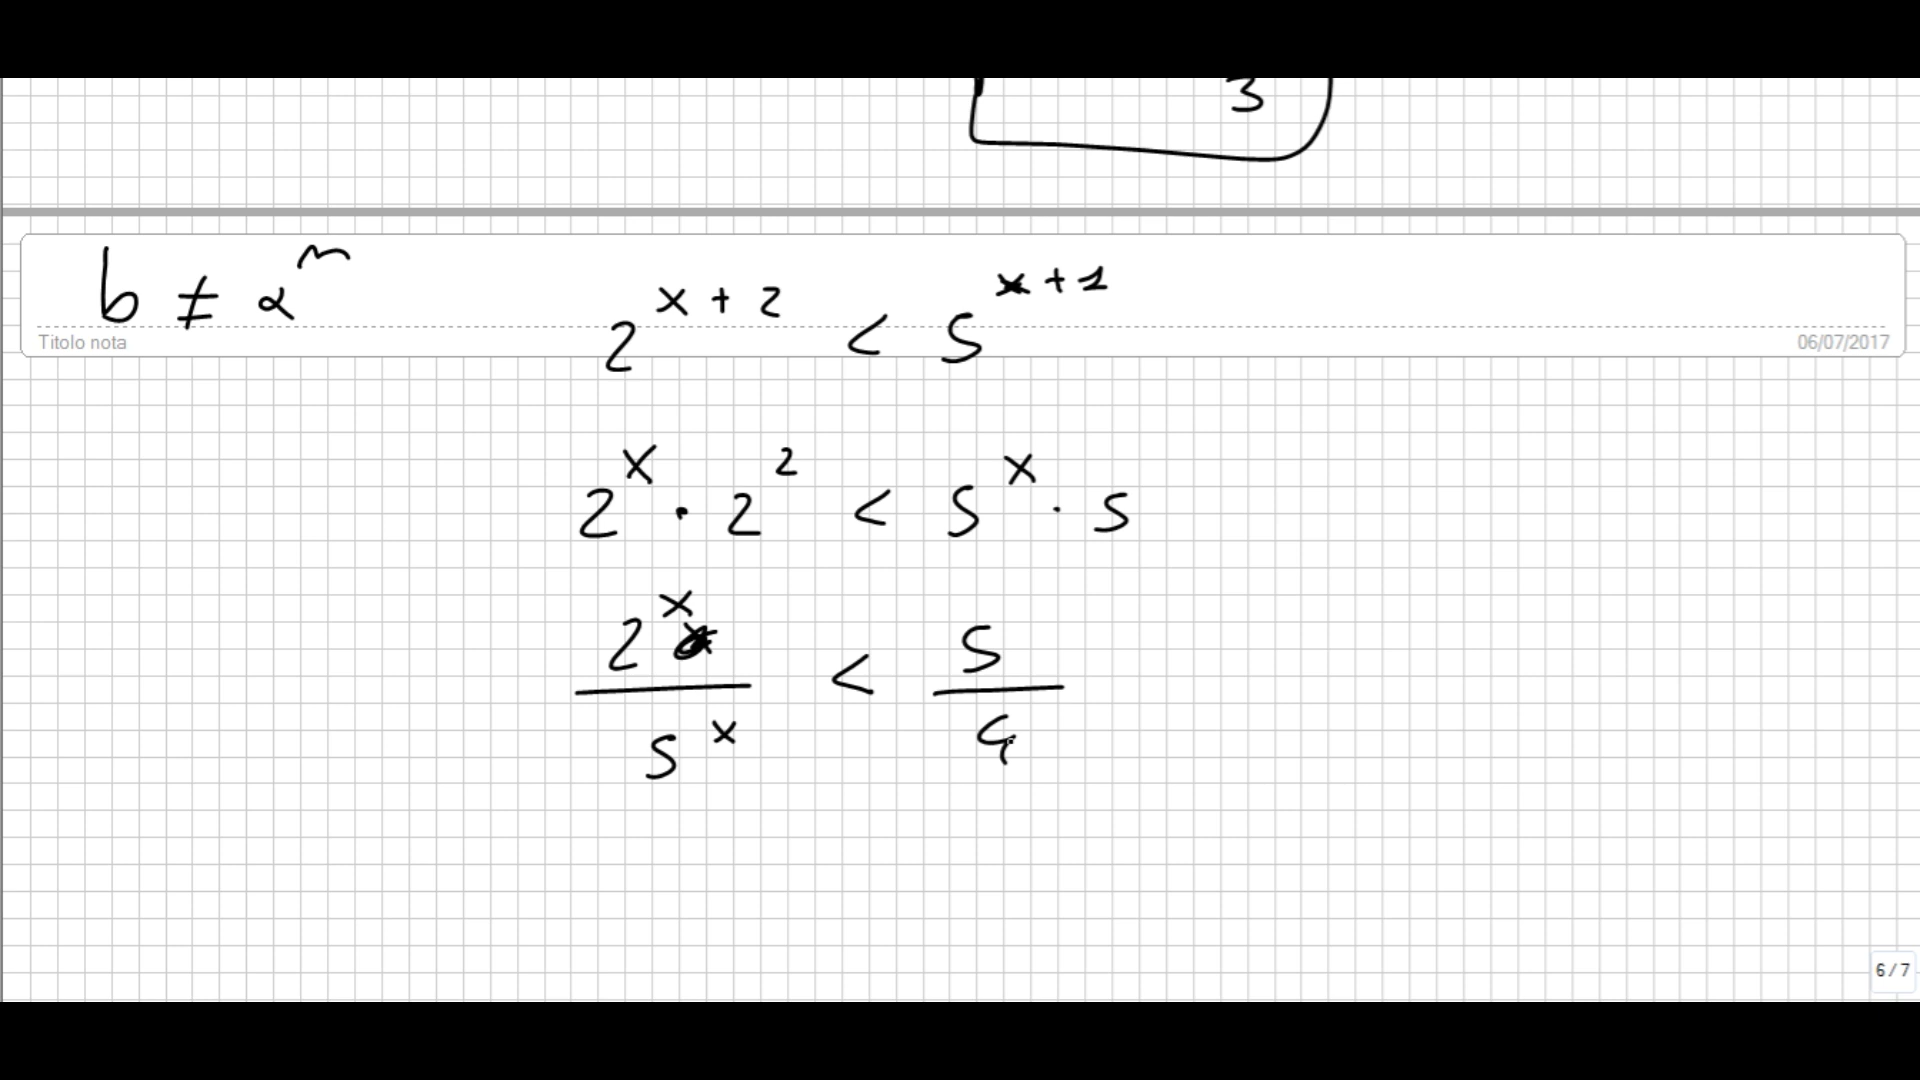 3
b ≠ a^n
2^{x+2} < 5^{x+1}
Titolo nota
06/07/2017
2^x · 2^2 < 5^x · 5
2^x / 5^x < 5 / 4
6 / 7